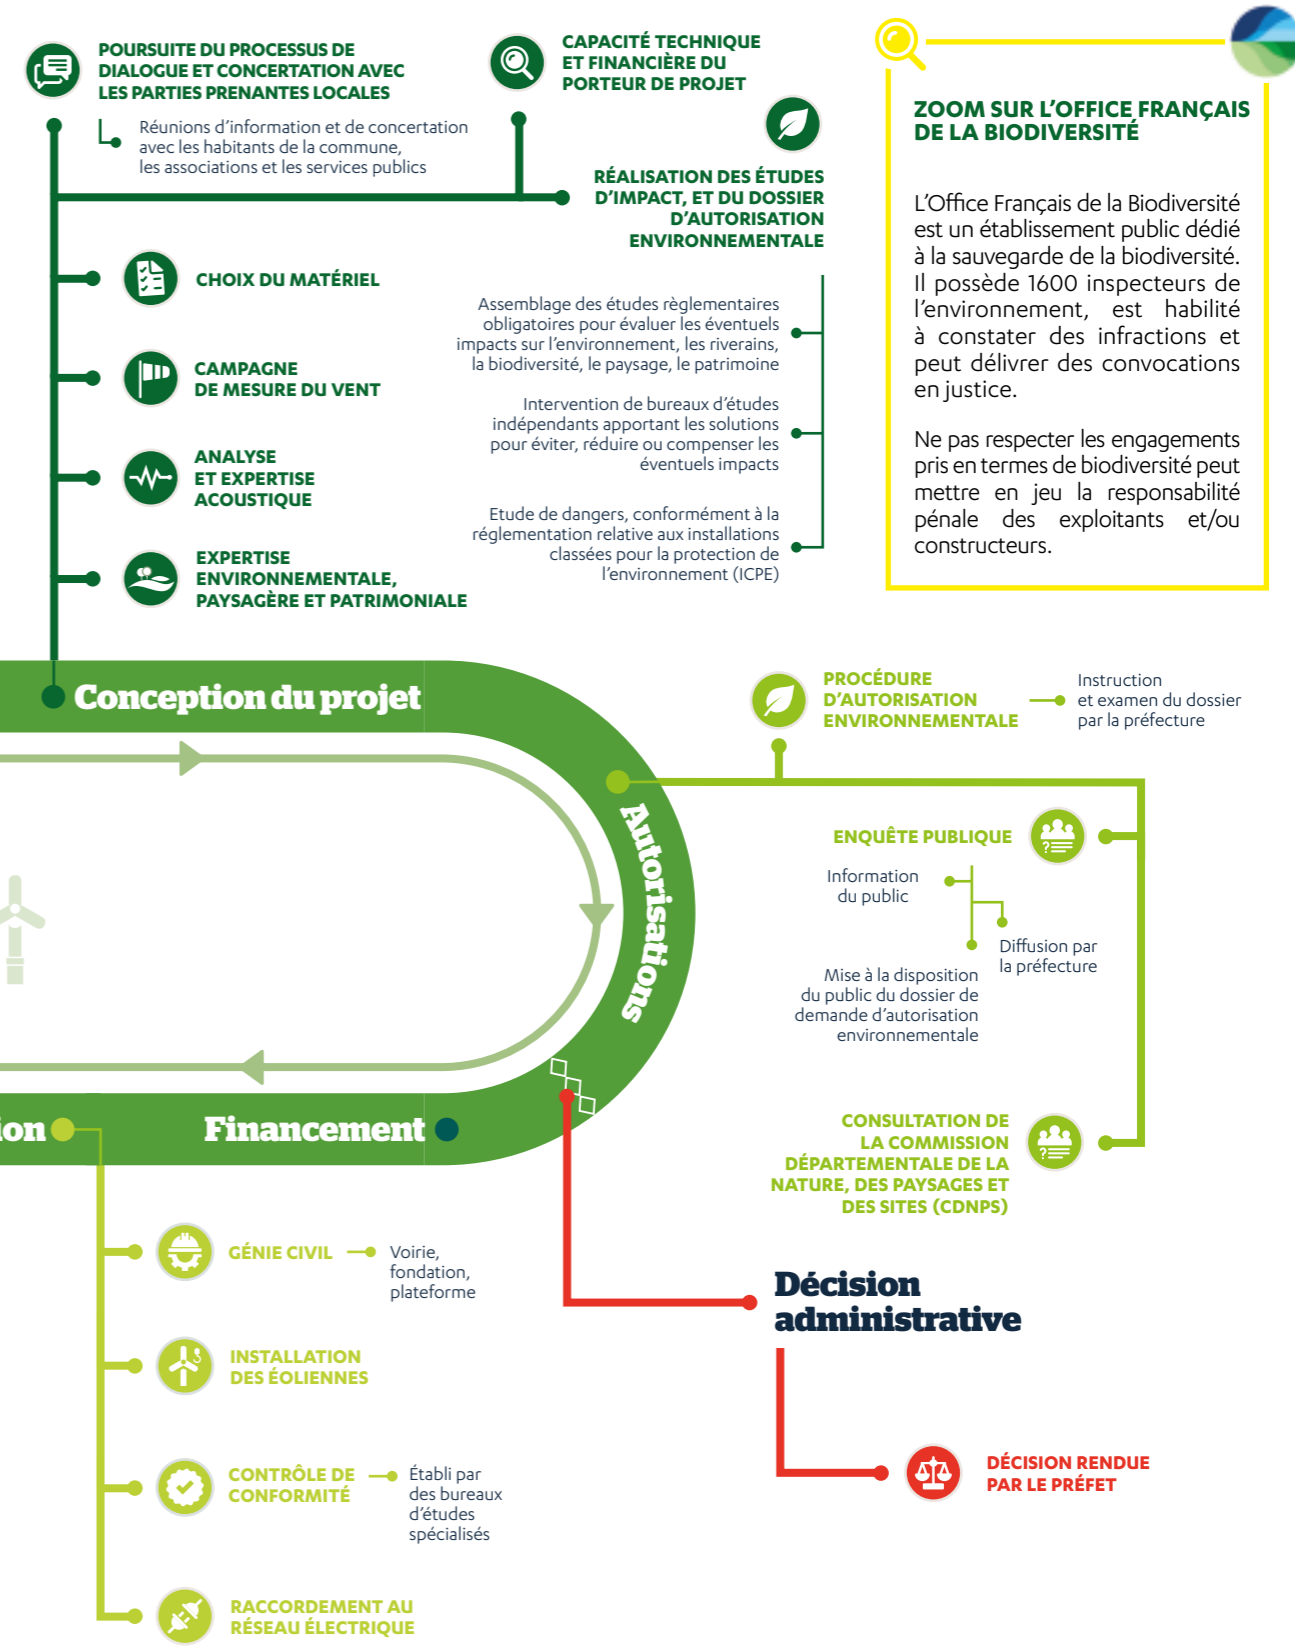 POURSUITE DU PROCESSUS DE
DIALOGUE ET CONCERTATION AVEC
LES PARTIES PRENANTES LOCALES
Réunions d'information et de concertation
avec les habitants de la commune,
les associations et les services publics
CAPACITÉ TECHNIQUE
ET FINANCIÈRE DU
PORTEUR DE PROJET
RÉALISATION DES ÉTUDES
D'IMPACT, ET DU DOSSIER
D'AUTORISATION
ENVIRONNEMENTALE
Assemblage des études règlementaires
obligatoires pour évaluer les éventuels
impacts sur l'environnement, les riverains,
la biodiversité, le paysage, le patrimoine
Intervention de bureaux d'études
indépendants apportant les solutions
pour éviter, réduire ou compenser les
éventuels impacts
Etude de dangers, conformément à la
réglementation relative aux installations
classées pour la protection de
l'environnement (ICPE)
CHOIX DU MATÉRIEL
CAMPAGNE
DE MESURE DU VENT
ANALYSE
ET EXPERTISE
ACOUSTIQUE
EXPERTISE
ENVIRONNEMENTALE,
PAYSAGÈRE ET PATRIMONIALE
ZOOM SUR L'OFFICE FRANÇAIS
DE LA BIODIVERSITÉ
L'Office Français de la Biodiversité
est un établissement public dédié
à la sauvegarde de la biodiversité.
Il possède 1600 inspecteurs de
l'environnement, est habilité
à constater des infractions et
peut délivrer des convocations
en justice.
Ne pas respecter les engagements
pris en termes de biodiversité peut
mettre en jeu la responsabilité
pénale des exploitants et/ou
constructeurs.
Conception du projet
Autorisations
PROCÉDURE
D'AUTORISATION
ENVIRONNEMENTALE
Instruction
et examen du dossier
par la préfecture
ENQUÊTE PUBLIQUE
Information
du public
Diffusion par
la préfecture
Mise à la disposition
du public du dossier de
demande d'autorisation
environnementale
CONSULTATION DE
LA COMMISSION
DÉPARTEMENTALE DE LA
NATURE, DES PAYSAGES ET
DES SITES (CDNPS)
Décision
administrative
DÉCISION RENDUE
PAR LE PRÉFET
Financement
ion
GÉNIE CIVIL
Voirie,
fondation,
plateforme
INSTALLATION
DES ÉOLIENNES
CONTRÔLE DE
CONFORMITÉ
Établi par
des bureaux
d'études
spécialisés
RACCORDEMENT AU
RÉSEAU ÉLECTRIQUE